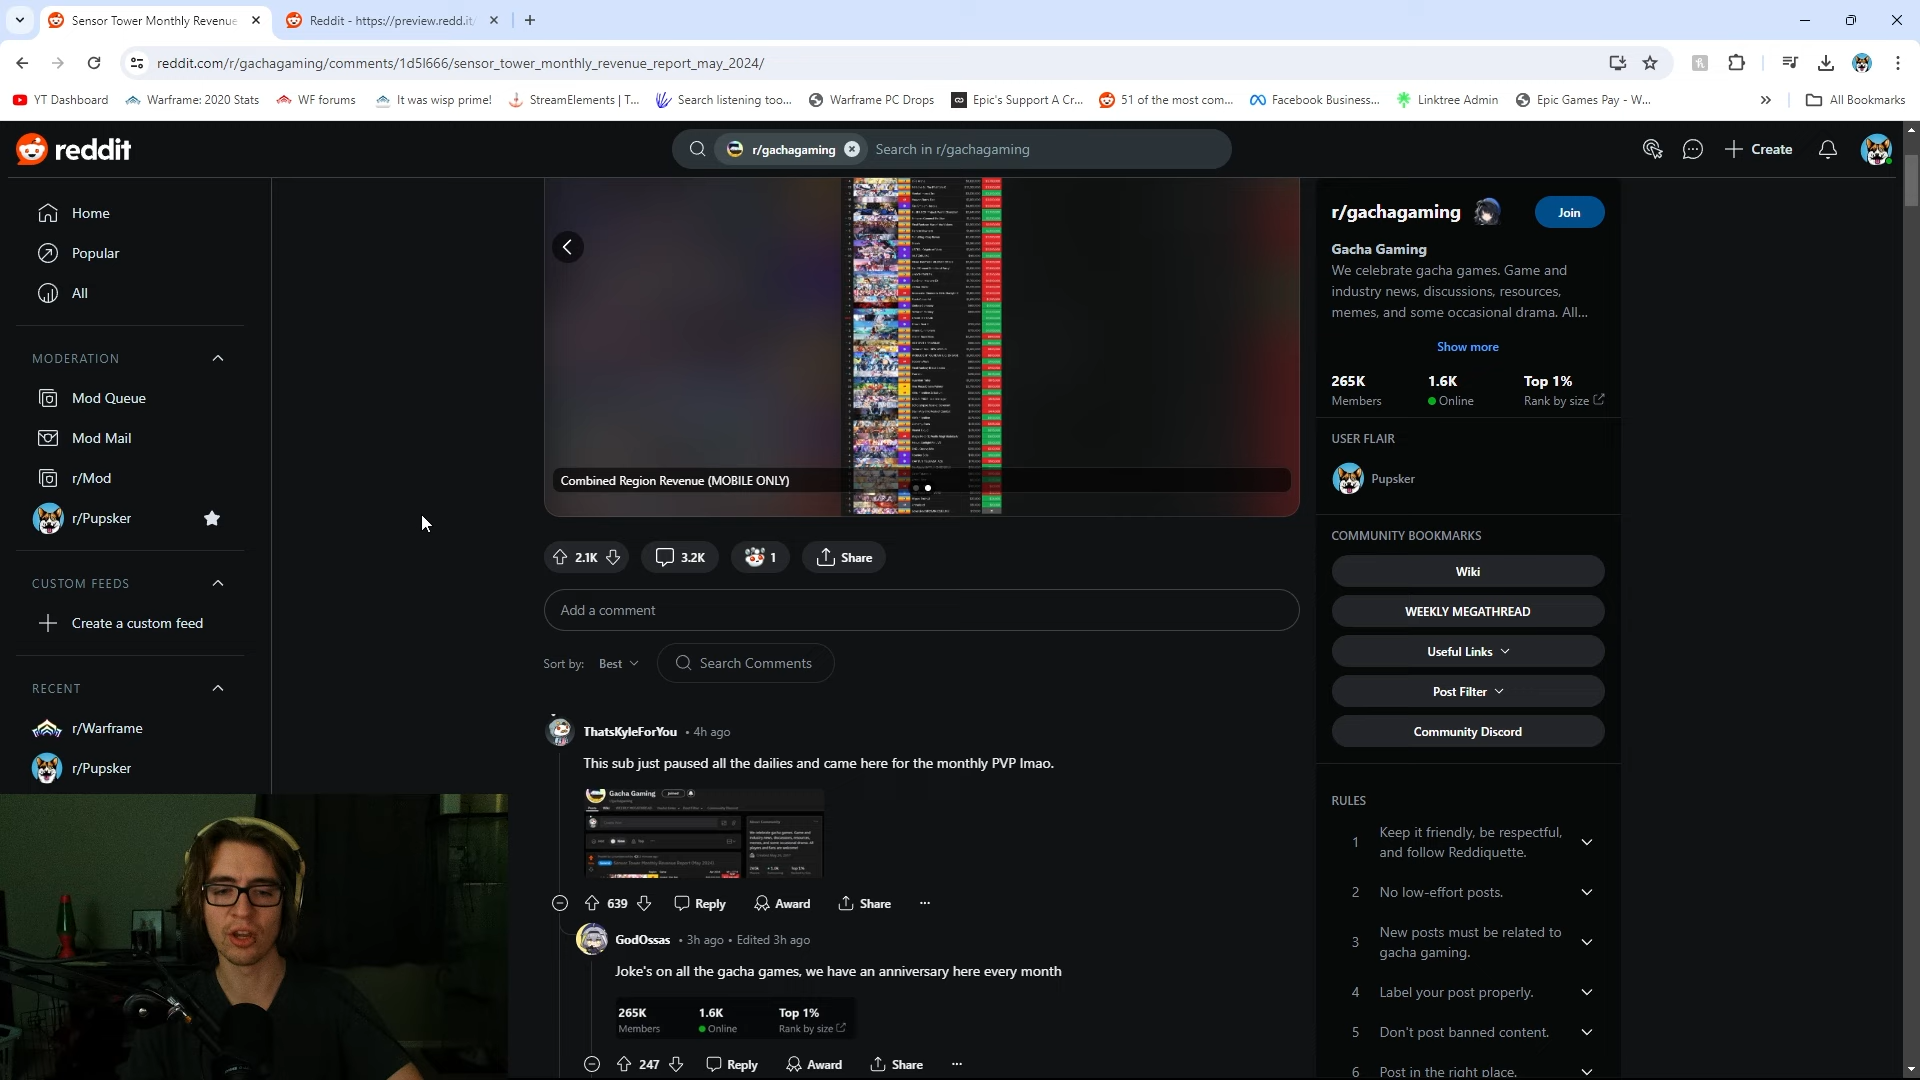 Sensor Tower Monthly Revenue
Reddit - https://preview.redd.it/
reddit.com/r/gachagaming/comments/1d5l666/sensor_tower_monthly_revenue_report_may_2024/
YT Dashboard
Warframe: 2020 Stats
WF forums
It was wisp prime!
StreamElements | T...
Search listening too...
Warframe PC Drops
Epic's Support A Cr...
51 of the most com...
Facebook Business...
Linktree Admin
Epic Games Pay - W...
All Bookmarks
reddit
r/gachagaming
Search in r/gachagaming
Create
Home
Popular
All
MODERATION
Mod Queue
Mod Mail
r/Mod
r/Pupsker
CUSTOM FEEDS
Create a custom feed
RECENT
r/Warframe
r/Pupsker
Combined Region Revenue (MOBILE ONLY)
2.1K
3.2K
1
Share
Add a comment
Sort by: Best
Search Comments
ThatsKyleForYou • 4h ago
This sub just paused all the dailies and came here for the monthly PVP lmao.
Gacha Gaming
639 Reply Award Share ...
GodOssas • 3h ago • Edited 3h ago
Joke's on all the gacha games, we have an anniversary here every month
265K 1.6K Top 1%
Members Online Rank by size
247 Reply Award Share ...
r/gachagaming
Join
Gacha Gaming
We celebrate gacha games. Game and
industry news, discussions, resources,
memes, and some occasional drama. All...
Show more
265K 1.6K Top 1%
Members Online Rank by size
USER FLAIR
Pupsker
COMMUNITY BOOKMARKS
Wiki
WEEKLY MEGATHREAD
Useful Links
Post Filter
Community Discord
RULES
1 Keep it friendly, be respectful,
and follow Reddiquette.
2 No low-effort posts.
3 New posts must be related to
gacha gaming.
4 Label your post properly.
5 Don't post banned content.
6 Post in the right place.